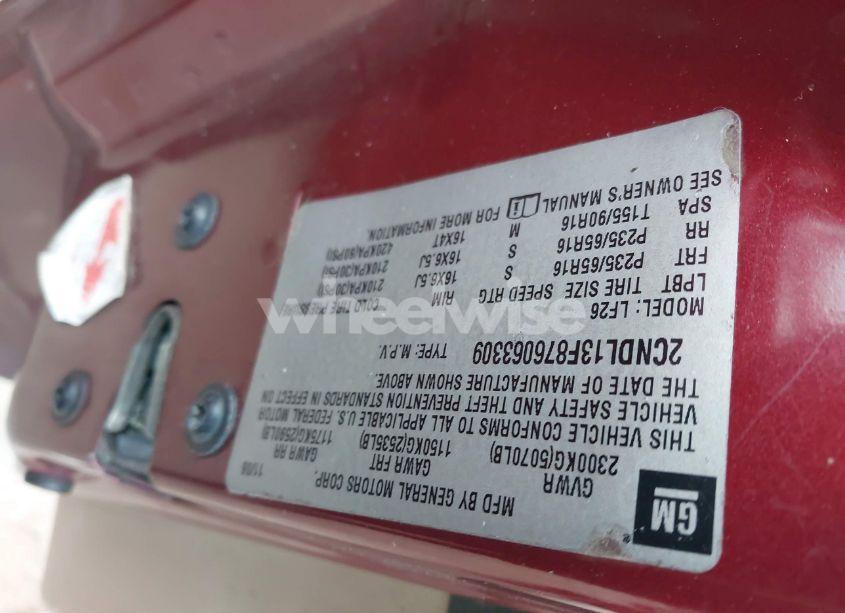 GM
MFD BY GENERAL MOTORS CORP.
11/06
GVWR GAWR FRT GAWR RR
2300KG(5070LB) 1150KG(2535LB) 1175KG(2590LB)
THIS VEHICLE CONFORMS TO ALL APPLICABLE U.S. FEDERAL MOTOR
VEHICLE SAFETY AND THEFT PREVENTION STANDARDS IN EFFECT ON
THE DATE OF MANUFACTURE SHOWN ABOVE.
2CNDL13F876063309 TYPE: M.P.V.
MODEL: LF26
LPBT TIRE SIZE SPEED RTG RIM COLD TIRE PRESSURE
FRT P235/65R16 S 16X6.5J 210KPA(30PSI)
RR P235/65R16 S 16X6.5J 210KPA(30PSI)
SPA T155/90R16 M 16X4T 420KPA(60PSI)
SEE OWNER'S MANUAL FOR MORE INFORMATION.
wheelwise